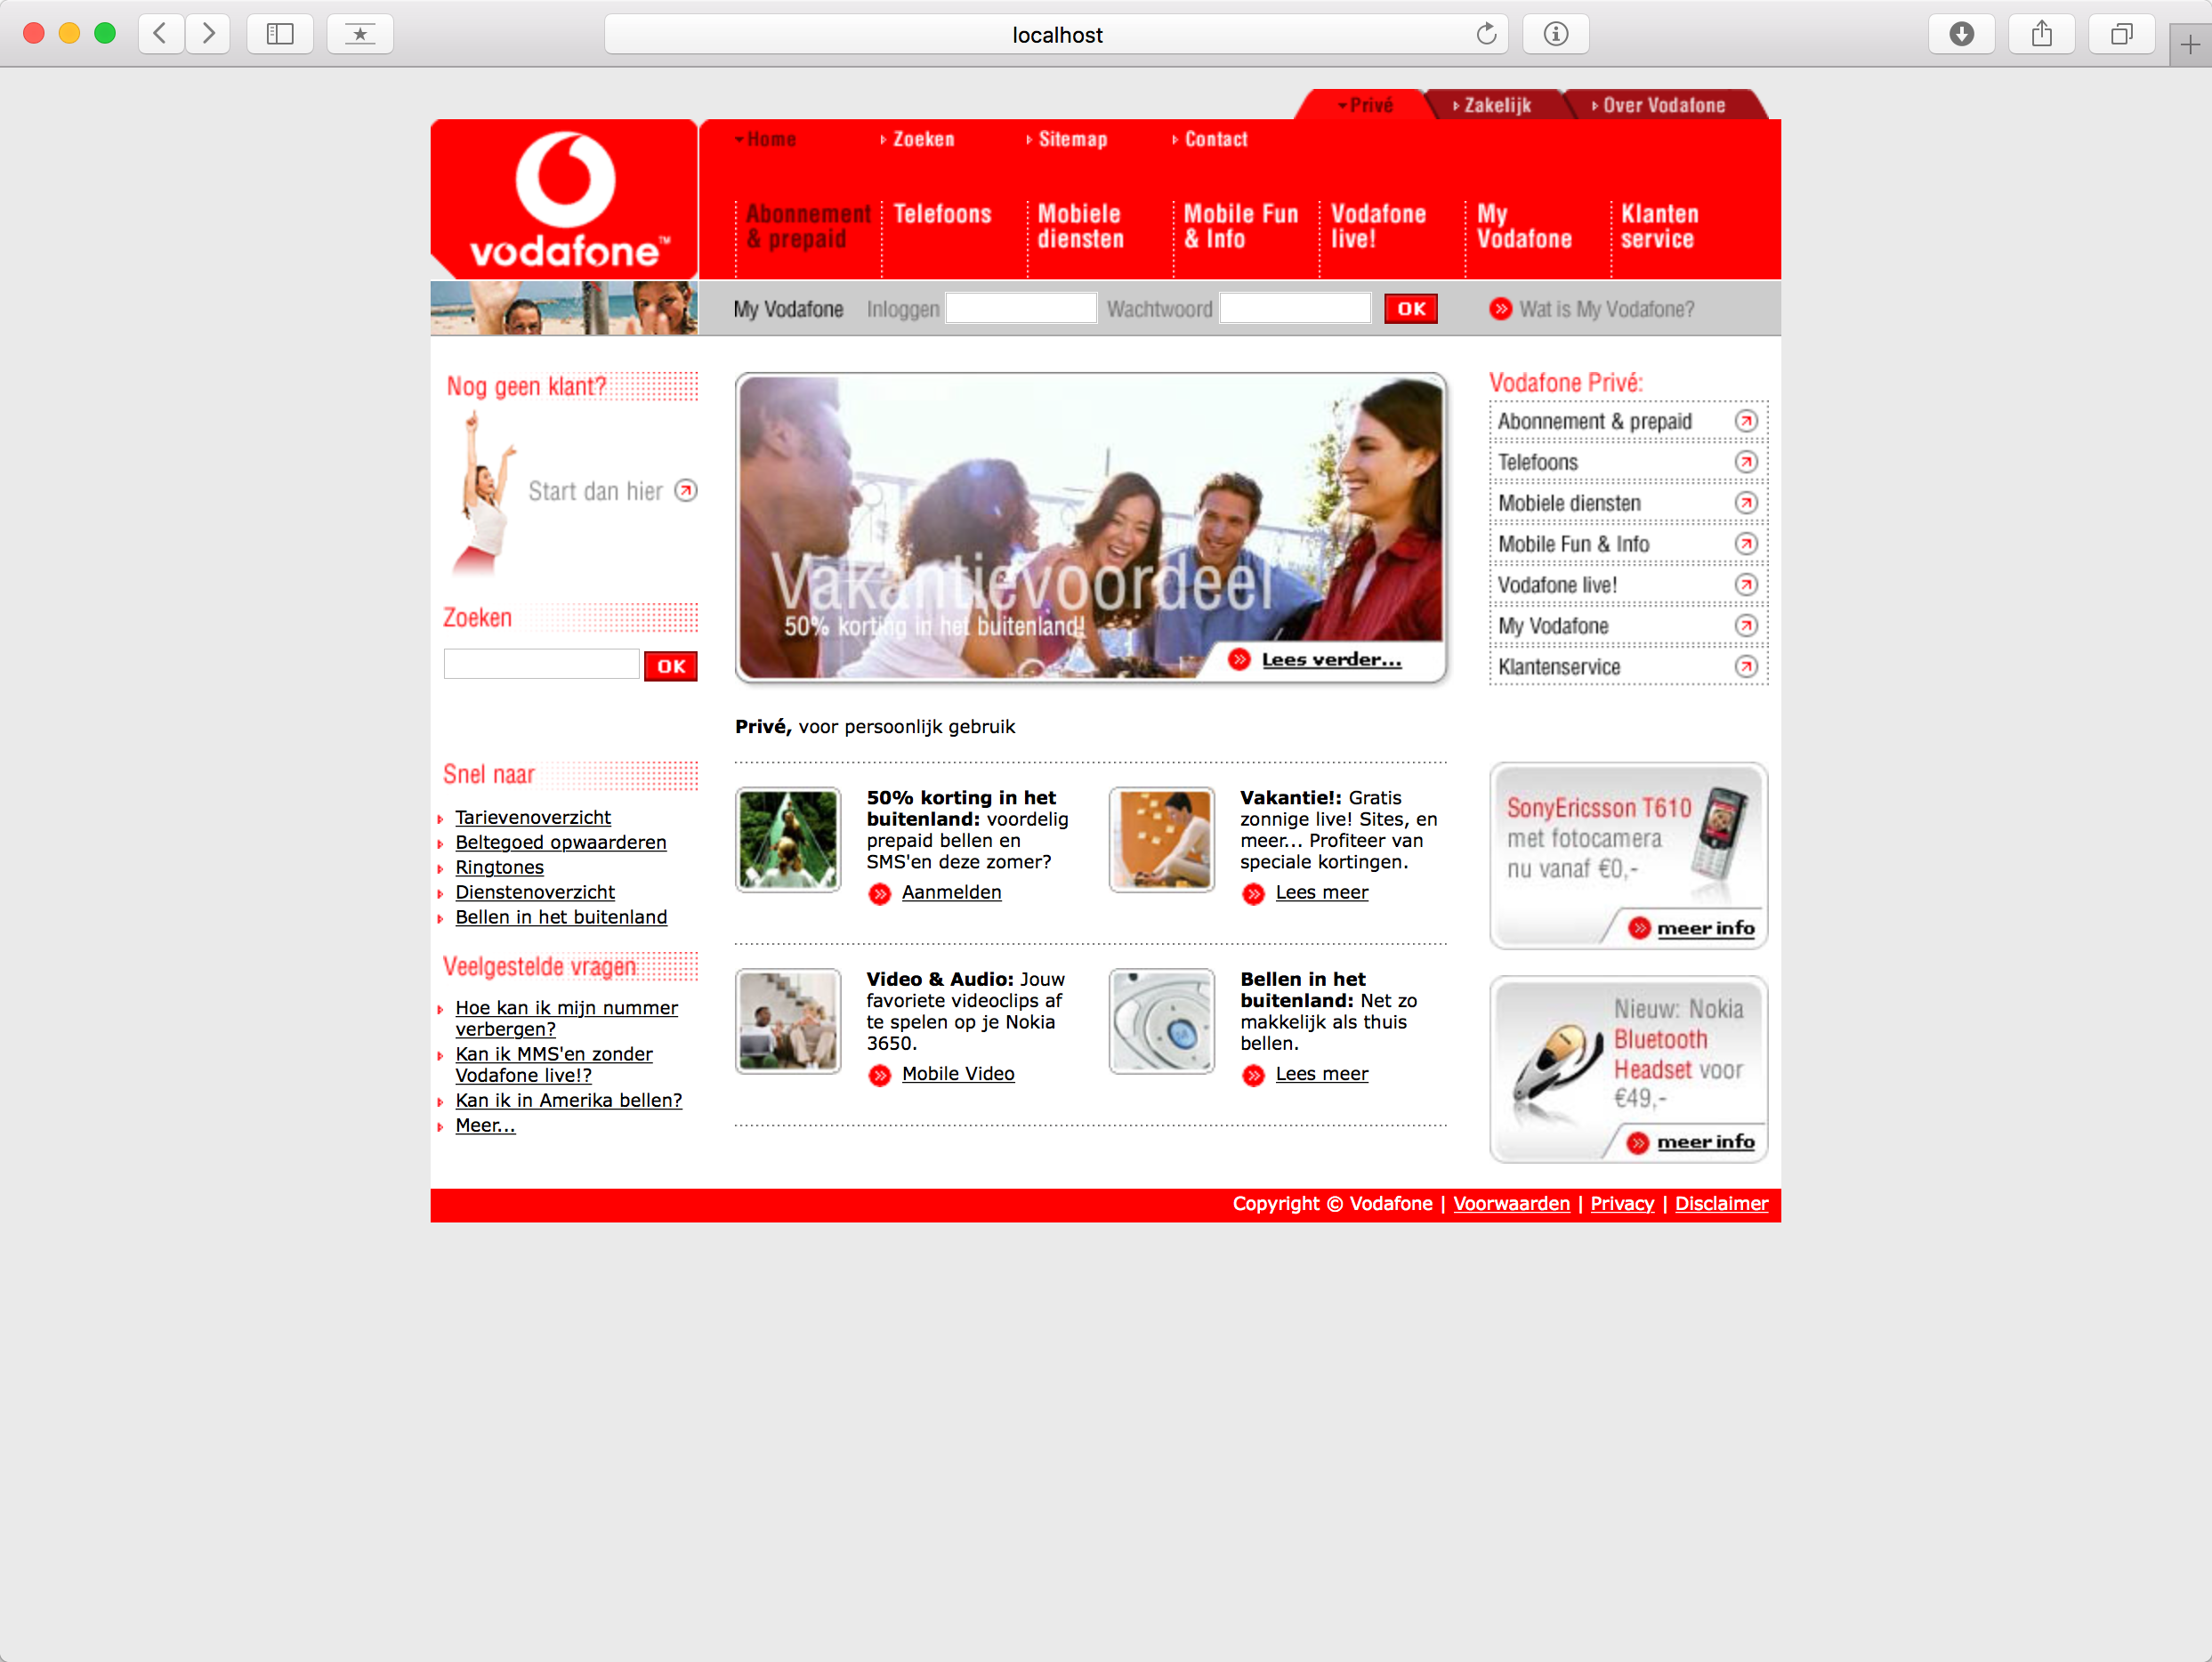 localhost
Privé
Zakelijk
Over Vodafone
Home
Zoeken
Sitemap
Contact
vodafone™
Abonnement
& prepaid
Telefoons
Mobiele
diensten
Mobile Fun
& Info
Vodafone
live!
My
Vodafone
Klanten
service
My Vodafone
Inloggen
Wachtwoord
OK
Wat is My Vodafone?
Nog geen klant?
Start dan hier
Zoeken
OK
Snel naar
Tarievenoverzicht
Beltegoed opwaarderen
Ringtones
Dienstenoverzicht
Bellen in het buitenland
Veelgestelde vragen
Hoe kan ik mijn nummer
verbergen?
Kan ik MMS'en zonder
Vodafone live!?
Kan ik in Amerika bellen?
Meer...
Vakantievoordeel
50% korting in het buitenland!
Lees verder...
Privé, voor persoonlijk gebruik
50% korting in het
buitenland: voordelig
prepaid bellen en
SMS'en deze zomer?
Aanmelden
Vakantie!: Gratis
zonnige live! Sites, en
meer... Profiteer van
speciale kortingen.
Lees meer
Video & Audio: Jouw
favoriete videoclips af
te spelen op je Nokia
3650.
Mobile Video
Bellen in het
buitenland: Net zo
makkelijk als thuis
bellen.
Lees meer
Vodafone Privé:
Abonnement & prepaid
Telefoons
Mobiele diensten
Mobile Fun & Info
Vodafone live!
My Vodafone
Klantenservice
SonyEricsson T610
met fotocamera
nu vanaf €0,-
meer info
Nieuw: Nokia
Bluetooth
Headset voor
€49,-
meer info
Copyright © Vodafone | Voorwaarden | Privacy | Disclaimer